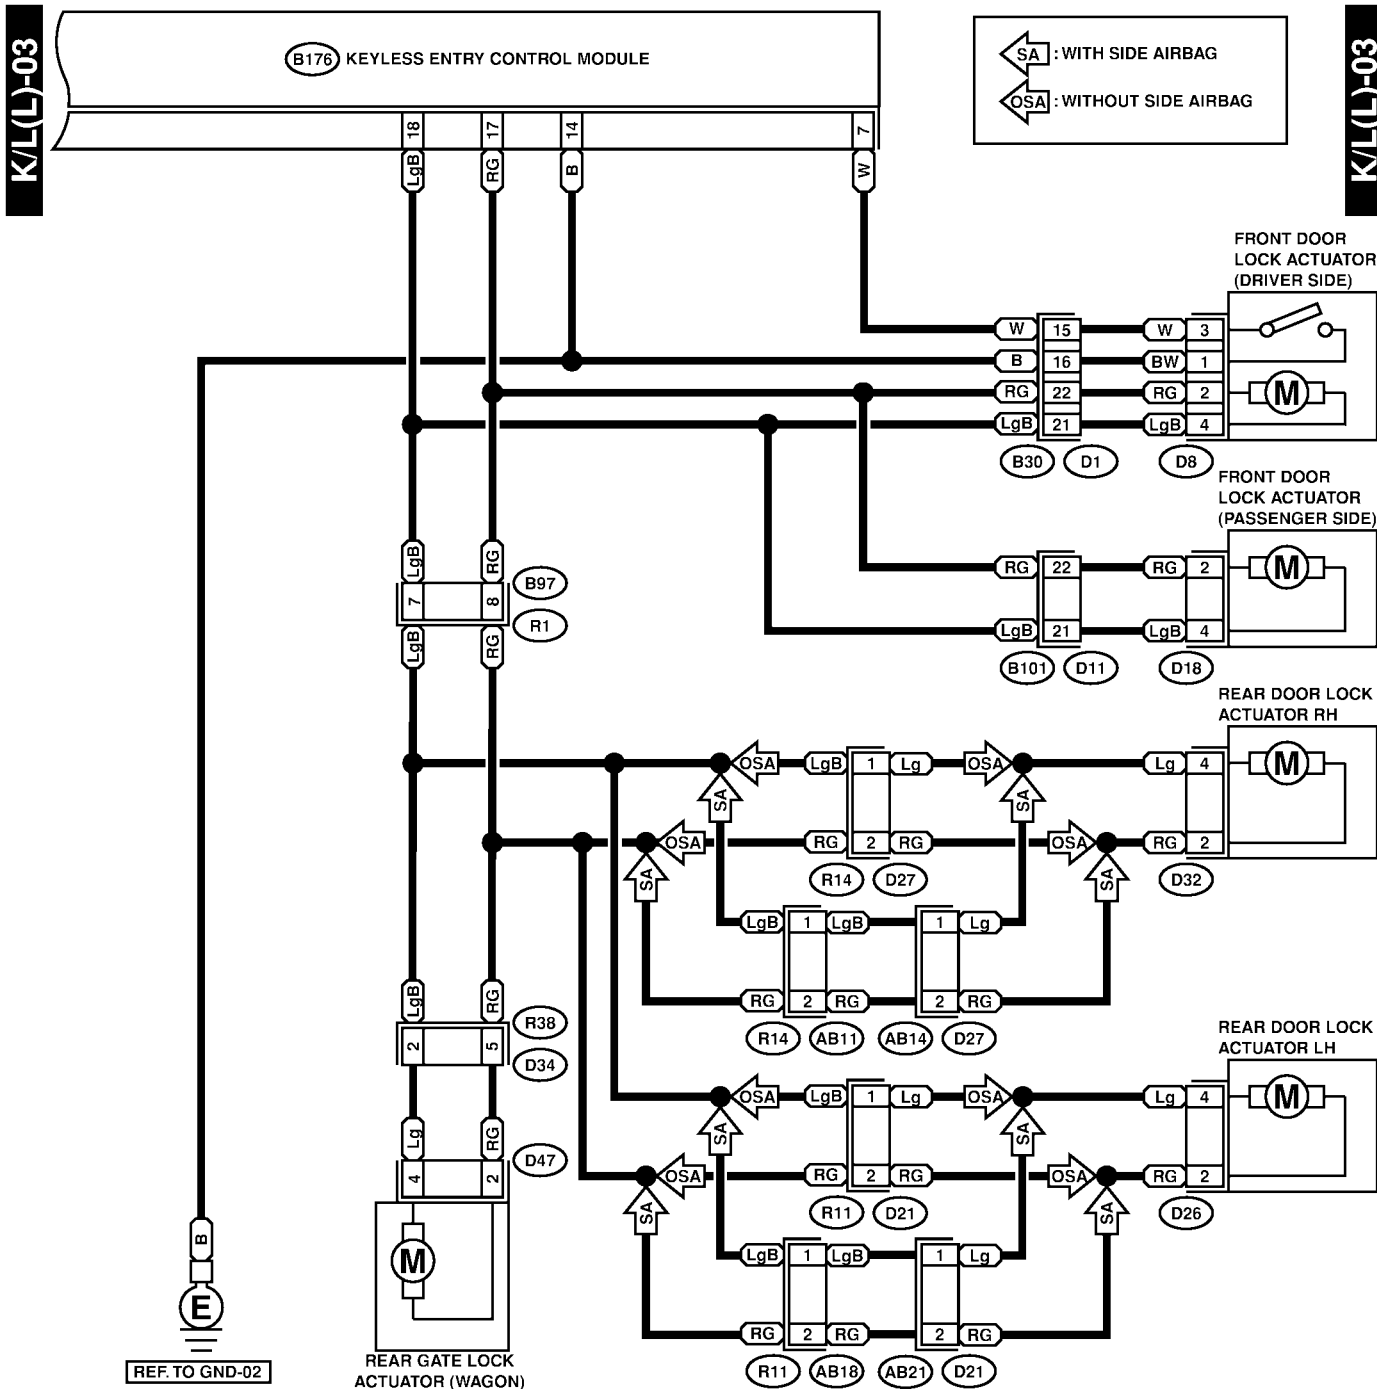 K/L(L)-03
K/L(L)-03
B176 KEYLESS ENTRY CONTROL MODULE
SA : WITH SIDE AIRBAG
OSA : WITHOUT SIDE AIRBAG
18 17 14 7
LgB RG B W
FRONT DOOR
LOCK ACTUATOR
(DRIVER SIDE)
W 15 W 3
B 16 BW 1
RG 22 RG 2 M
LgB 21 LgB 4
B30 D1 D8
FRONT DOOR
LOCK ACTUATOR
(PASSENGER SIDE)
LgB RG
7 8 B97
R1
LgB RG
RG 22 RG 2 M
LgB 21 LgB 4
B101 D11 D18
REAR DOOR LOCK
ACTUATOR RH
OSA LgB 1 Lg OSA Lg 4 M
SA SA
OSA RG 2 RG OSA RG 2
SA SA
R14 D27 D32
LgB 1 LgB 1 Lg
RG 2 RG 2 RG
R14 AB11 AB14 D27
LgB RG
R38
2 5
D34
REAR DOOR LOCK
ACTUATOR LH
OSA LgB 1 Lg OSA Lg 4 M
SA SA
OSA RG 2 RG OSA RG 2
SA SA
R11 D21 D26
LgB 1 LgB 1 Lg
RG 2 RG 2 RG
R11 AB18 AB21 D21
Lg RG
4 2 D47
M
REAR GATE LOCK
ACTUATOR (WAGON)
B
E
REF. TO GND-02